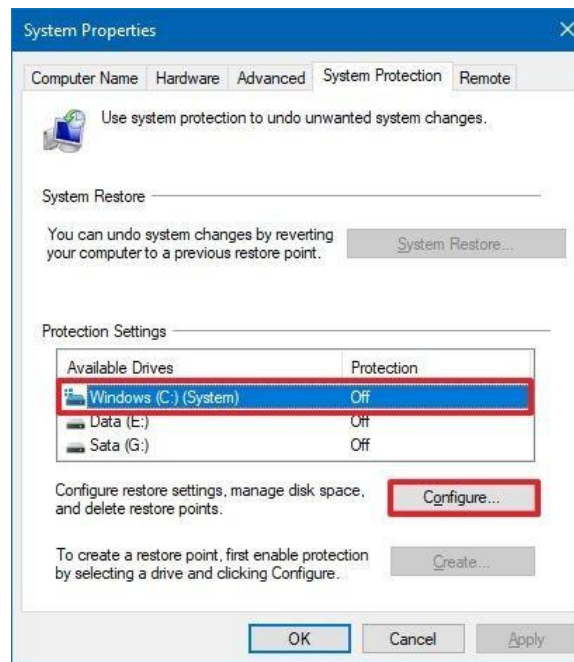 System Properties
Computer Name Hardware Advanced System Protection Remote
Use system protection to undo unwanted system changes.
System Restore
You can undo system changes by reverting
your computer to a previous restore point.
System Restore...
Protection Settings
Available Drives Protection
Windows (C:) (System) Off
Data (E:) Off
Sata (G:) Off
Configure restore settings, manage disk space,
and delete restore points.
Configure...
To create a restore point, first enable protection
by selecting a drive and clicking Configure.
Create...
OK Cancel Apply